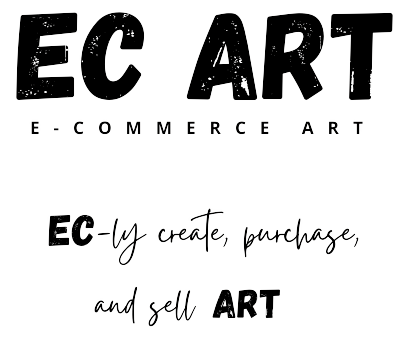 EC ART
E-COMMERCE ART
EC-ly create, purchase,
and sell ART